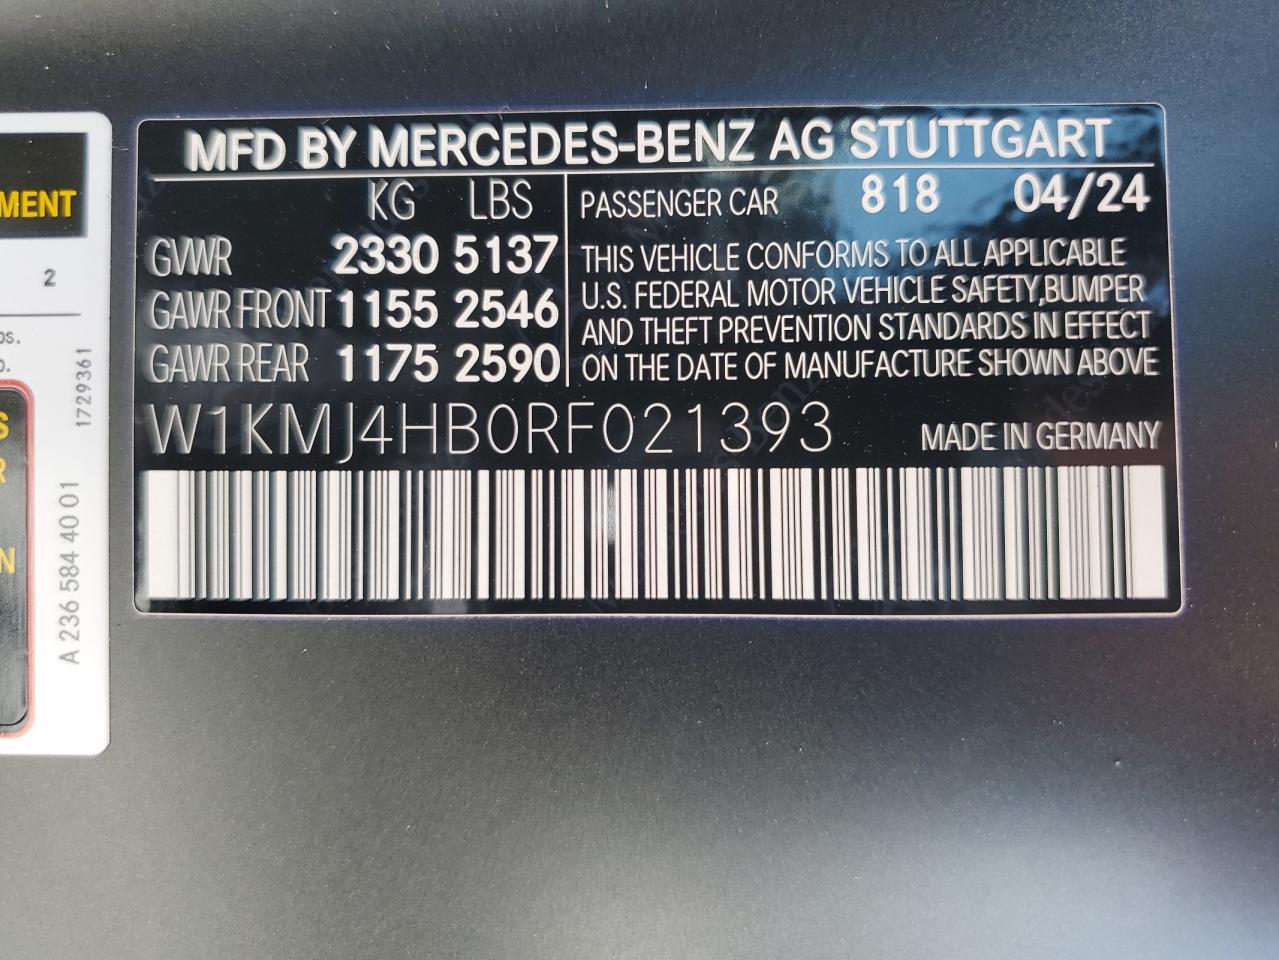 MFD BY MERCEDES-BENZ AG STUTTGART
KG LBS
GVWR 2330 5137
GAWR FRONT 1155 2546
GAWR REAR 1175 2590
PASSENGER CAR 818 04/24
THIS VEHICLE CONFORMS TO ALL APPLICABLE
U.S. FEDERAL MOTOR VEHICLE SAFETY,BUMPER
AND THEFT PREVENTION STANDARDS IN EFFECT
ON THE DATE OF MANUFACTURE SHOWN ABOVE
W1KMJ4HB0RF021393
MADE IN GERMANY
2
1729361
A 236 584 40 01